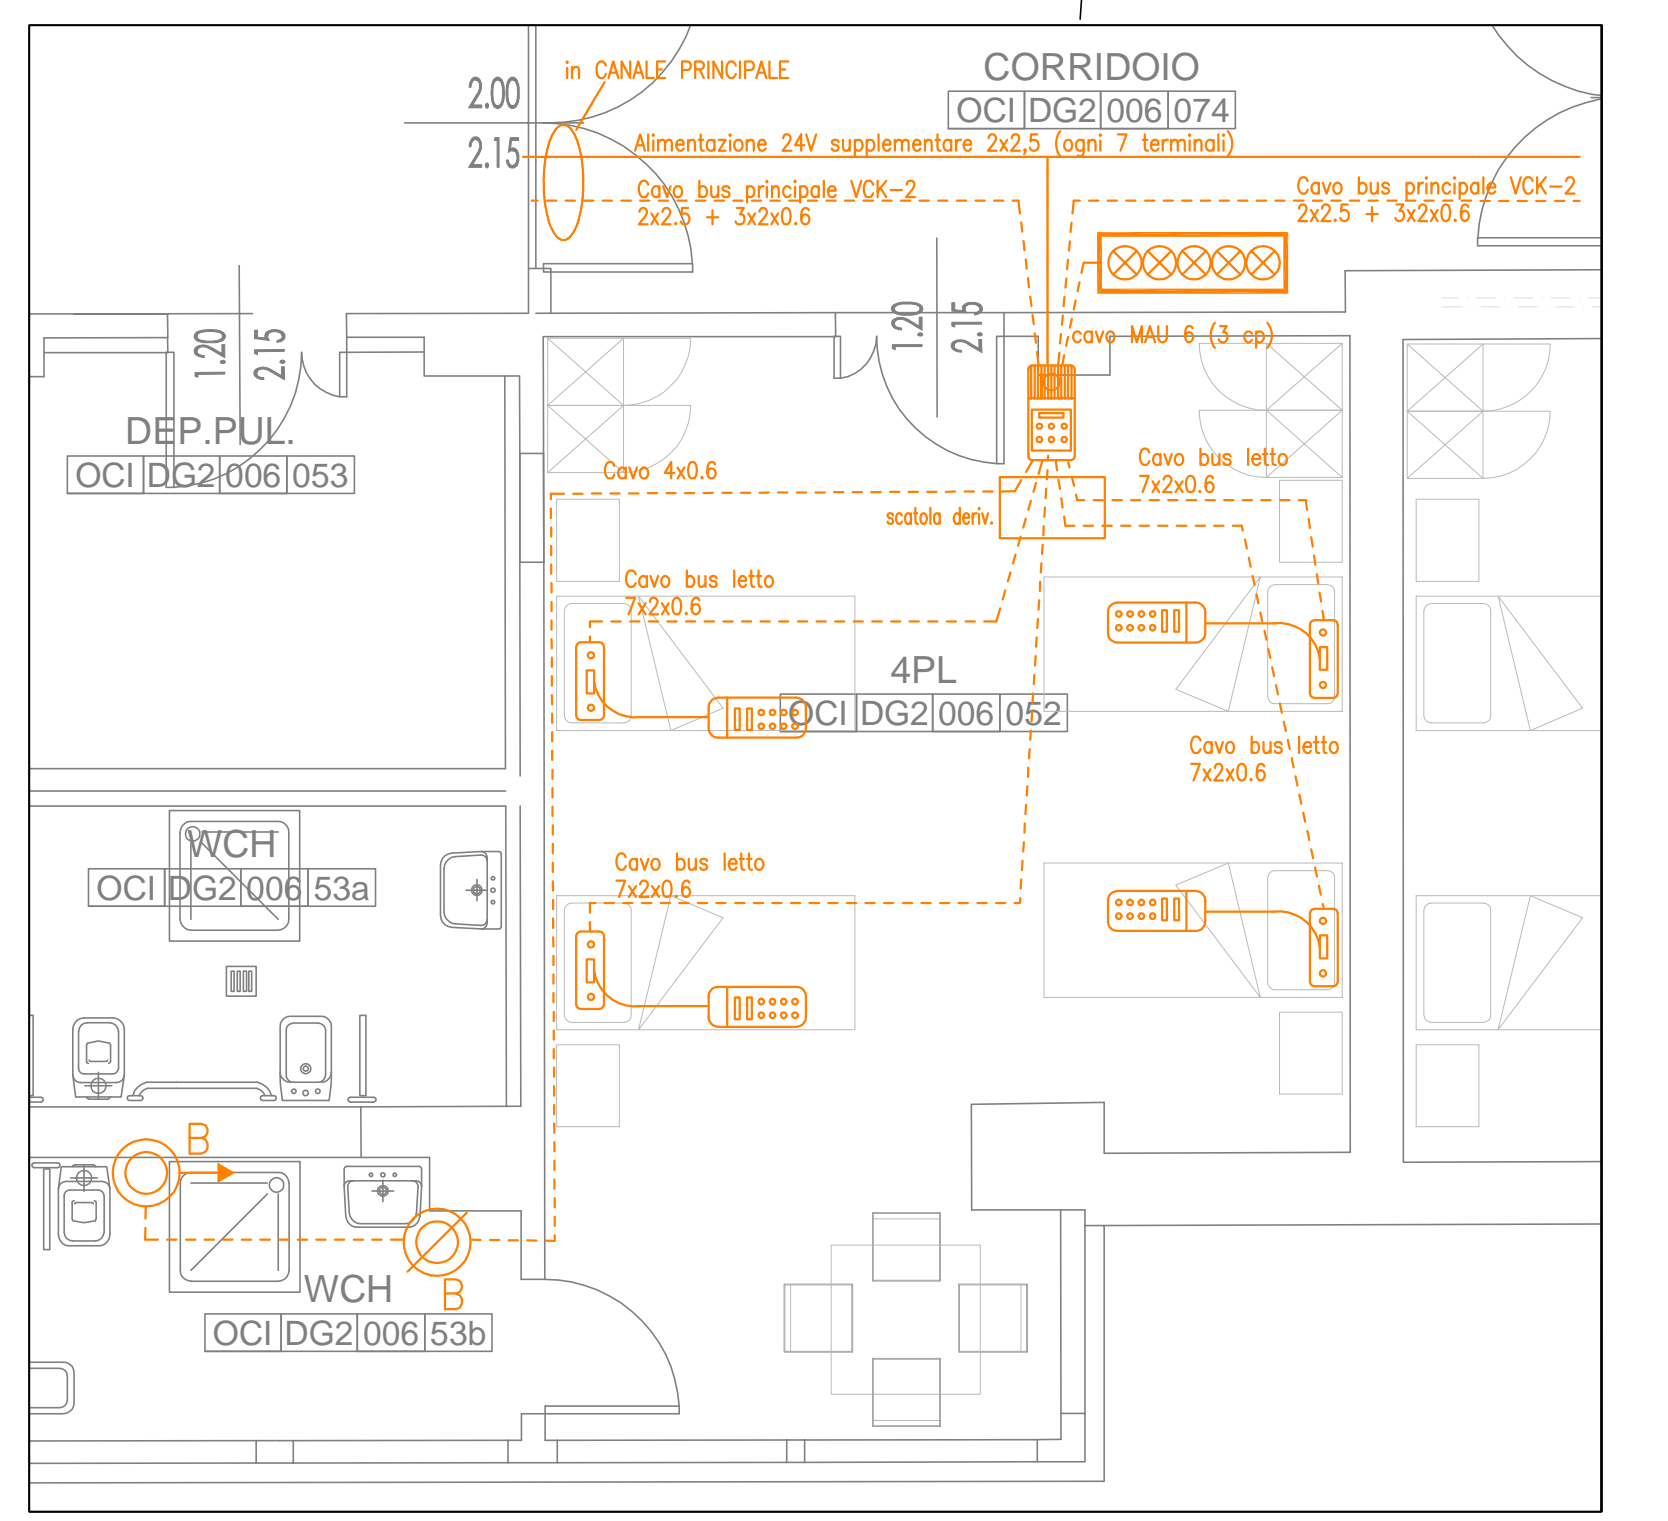 in CANALE PRINCIPALE
CORRIDOIO
OCI DG2 006 074
2.00
2.15
Alimentazione 24V supplementare 2x2,5 (ogni 7 terminali)
Cavo bus principale VCK-2
2x2.5 + 3x2x0.6
Cavo bus principale VCK-2
2x2.5 + 3x2x0.6
1.20
2.15
1.20
2.15
cavo MAU 6 (3 cp)
DEP.PUL.
OCI DG2 006 053
Cavo 4x0.6
Cavo bus letto
7x2x0.6
scatola deriv.
Cavo bus letto
7x2x0.6
4PL
OCI DG2 006 052
Cavo bus letto
7x2x0.6
WCH
OCI DG2 006 53a
Cavo bus letto
7x2x0.6
B
B
WCH
OCI DG2 006 53b